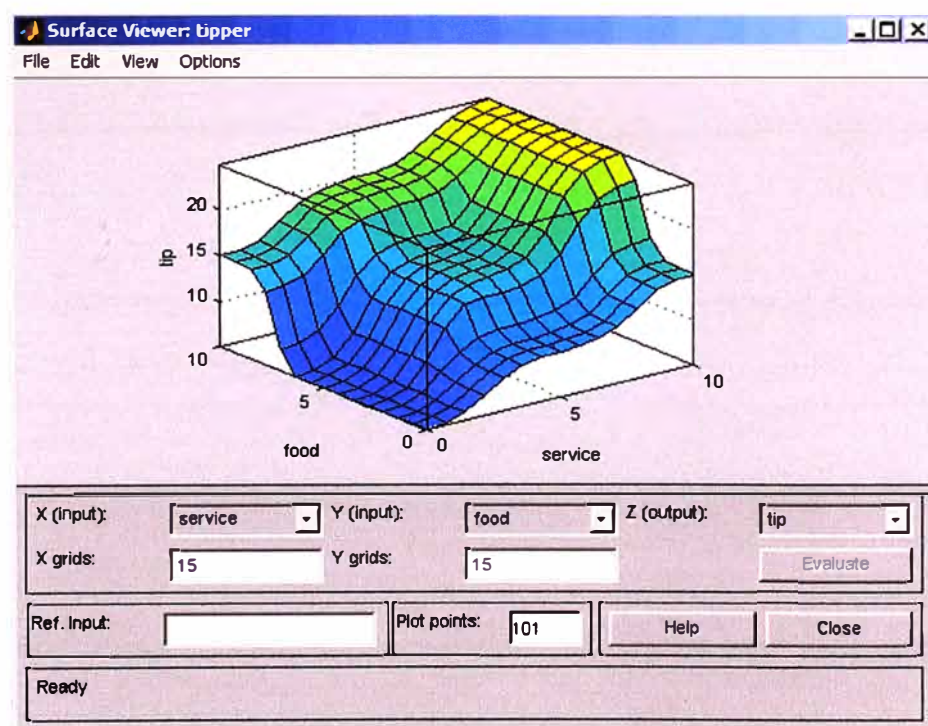 Surface Viewer: tipper
File Edit View Options
20
15
10
tip
10
5
0
food
0
5
10
service
X (input): service Y (input): food Z (output): tip
X grids: 15 Y grids: 15 Evaluate
Ref. Input: Plot points: 101 Help Close
Ready